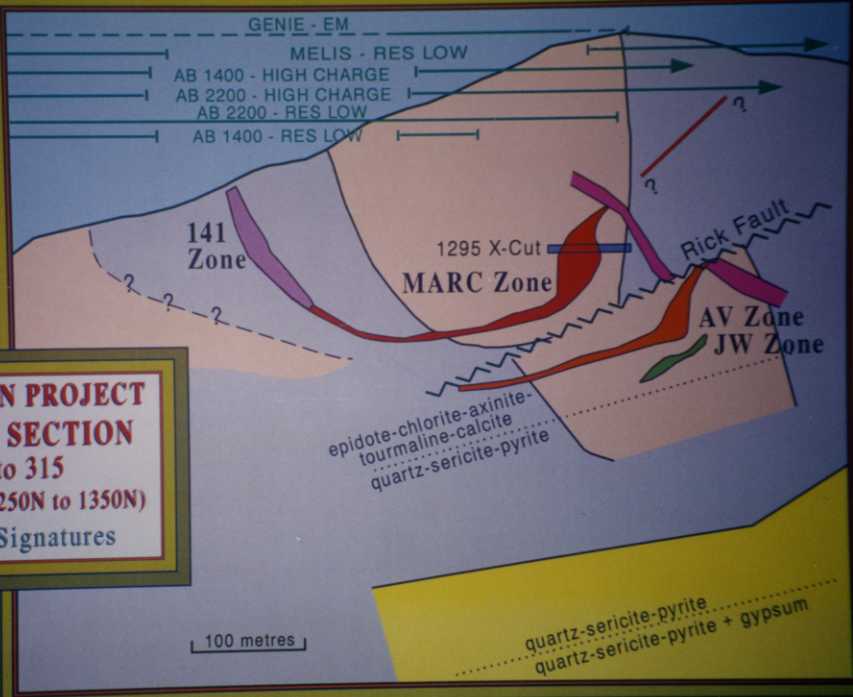 GENIE - EM
MELIS - RES LOW
AB 1400 - HIGH CHARGE
AB 2200 - HIGH CHARGE
AB 2200 - RES LOW
AB 1400 - RES LOW
?
?
141
Zone
Rick Fault
1295 X-Cut
MARC Zone
?
?
?
AV Zone
JW Zone
N PROJECT
SECTION
to 315
250N to 1350N)
Signatures
epidote-chlorite-axinite-
tourmaline-calcite
quartz-sericite-pyrite
100 metres
quartz-sericite-pyrite
quartz-sericite-pyrite + gypsum